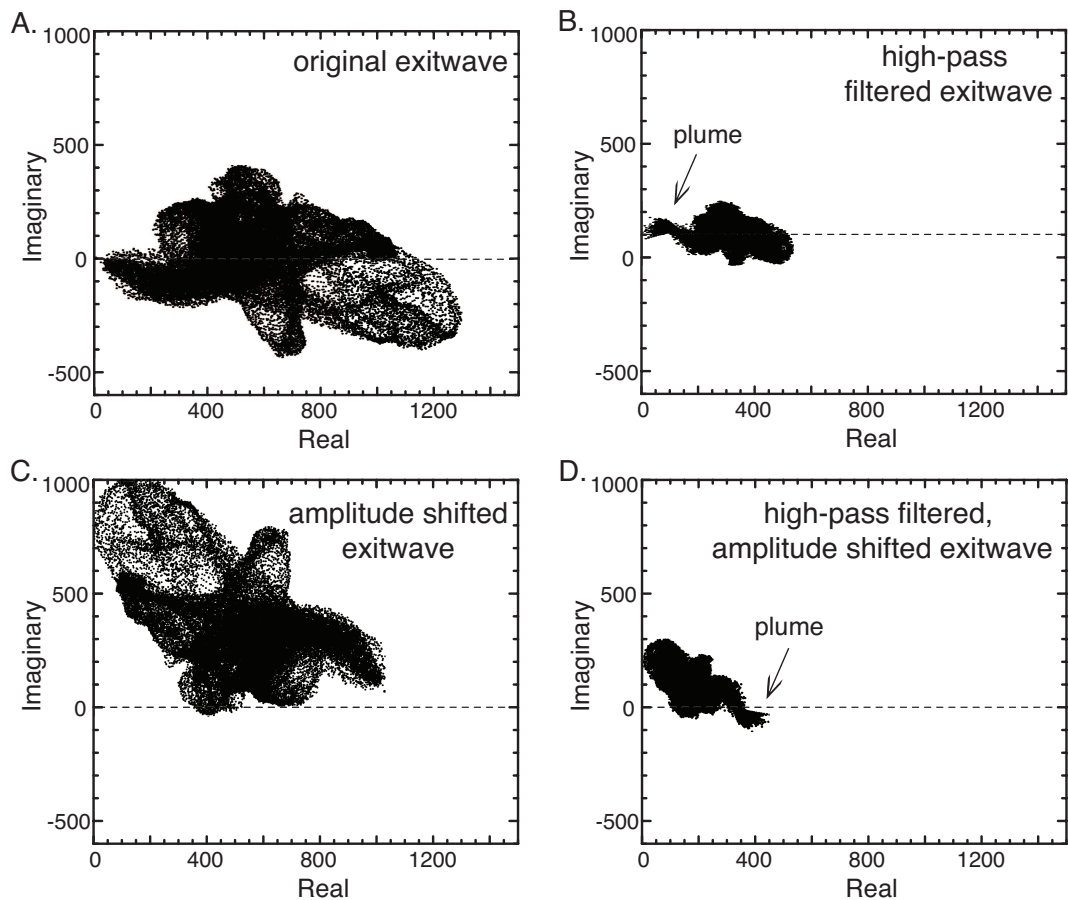 A.
1000
500
0
-500
Imaginary
original exitwave
0 400 800 1200
Real
B.
1000
500
0
-500
Imaginary
high-pass
filtered exitwave
plume
0 400 800 1200
Real
C.
1000
500
0
-500
Imaginary
amplitude shifted
exitwave
0 400 800 1200
Real
D.
1000
500
0
-500
Imaginary
high-pass filtered,
amplitude shifted exitwave
plume
0 400 800 1200
Real